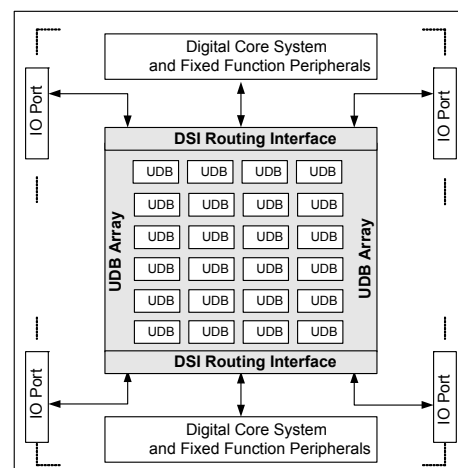 Digital Core System
and Fixed Function Peripherals
IO Port
IO Port
DSI Routing Interface
UDB Array
UDB Array
UDB UDB UDB UDB
UDB UDB UDB UDB
UDB UDB UDB UDB
UDB UDB UDB UDB
UDB UDB UDB UDB
UDB UDB UDB UDB
DSI Routing Interface
IO Port
IO Port
Digital Core System
and Fixed Function Peripherals